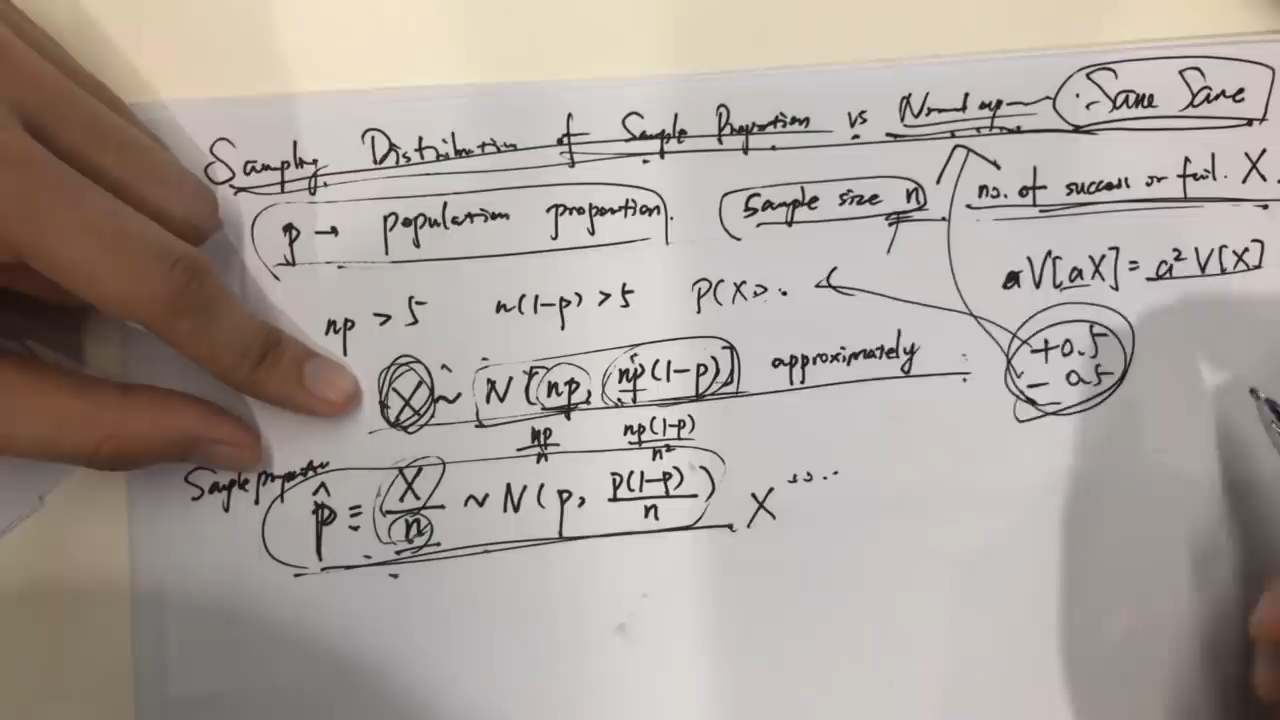 Sampling Distribution of Sample Proportion vs Normal app Same Same
p → population proportion. Sample size n no. of success or fail. X
aV[aX] = a² V[X]
np > 5 n(1-p) > 5 P(X≥.
+0.5
- 0.5
X ~ N [np, np(1-p)] approximately
np/n np(1-p)/n²
Sample proportion
p̂ ≡ X/n ~ N(p, p(1-p)/n) X